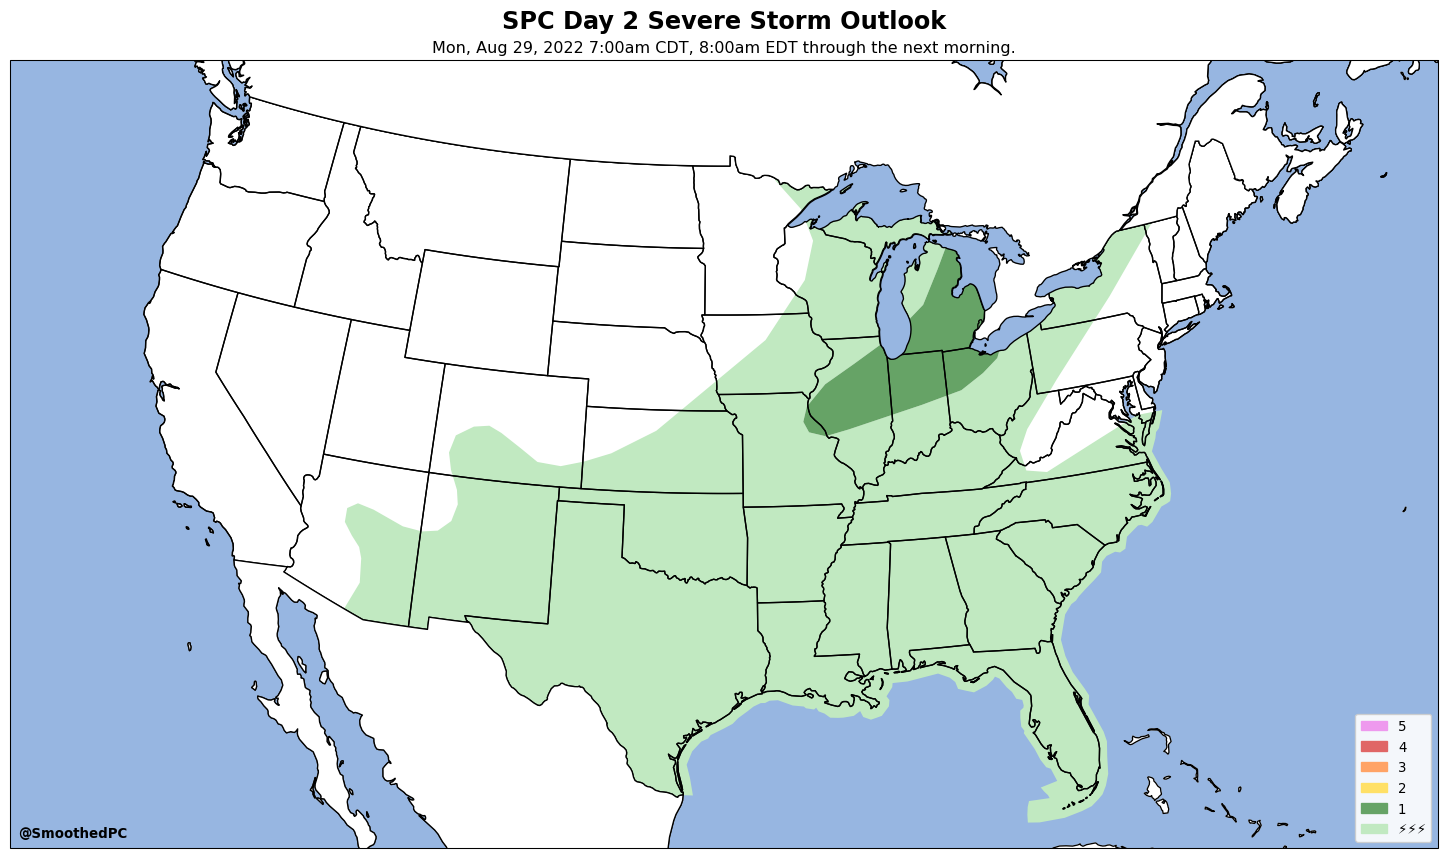 SPC Day 2 Severe Storm Outlook
Mon, Aug 29, 2022 7:00am CDT, 8:00am EDT through the next morning.
5
4
3
2
1
⚡⚡⚡
@SmoothedPC